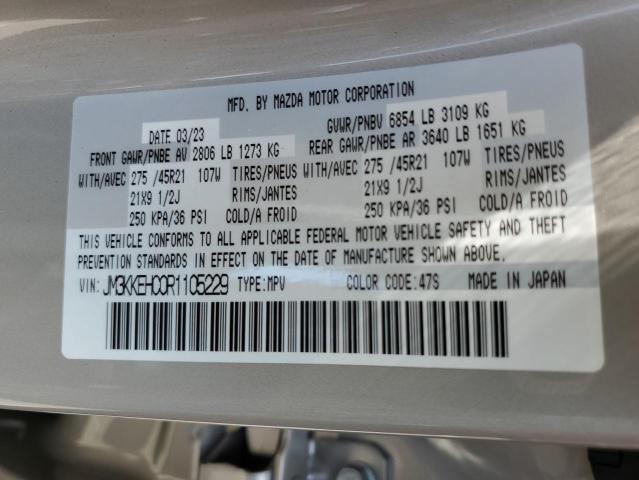 MFD. BY MAZDA MOTOR CORPORATION
DATE 03/23 GVWR/PNBV 6854 LB 3109 KG
FRONT GAWR/PNBE AV 2806 LB 1273 KG REAR GAWR/PNBE AR 3640 LB 1651 KG
WITH/AVEC 275 /45R21 107W TIRES/PNEUS WITH/AVEC 275 /45R21 107W TIRES/PNEUS
21X9 1/2J RIMS/JANTES 21X9 1/2J RIMS/JANTES
250 KPA/36 PSI COLD/A FROID 250 KPA/36 PSI COLD/A FROID
THIS VEHICLE CONFORMS TO ALL APPLICABLE FEDERAL MOTOR VEHICLE SAFETY AND THEFT
PREVENTION STANDARDS IN EFFECT ON THE DATE OF MANUFACTURE SHOWN ABOVE.
VIN: JM3KKEHC0R1105229 TYPE:MPV COLOR CODE:47S MADE IN JAPAN